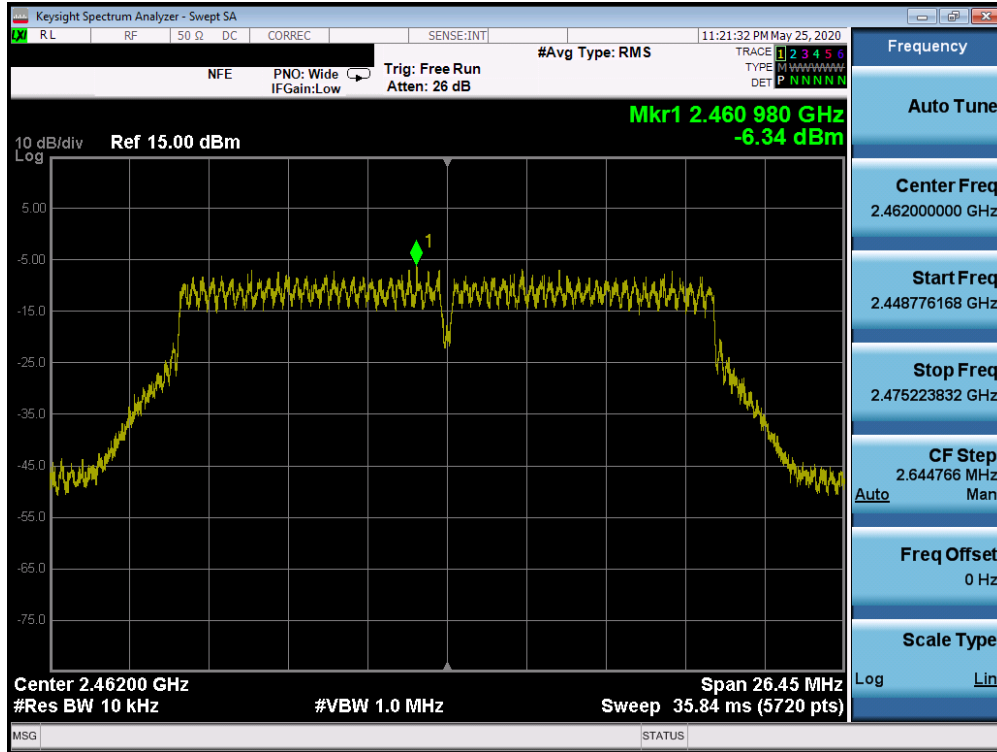 Keysight Spectrum Analyzer - Swept SA
LXI RL RF 50 Ω DC CORREC SENSE:INT 11:21:32 PM May 25, 2020
#Avg Type: RMS TRACE 1 2 3 4 5 6
NFE PNO: Wide Trig: Free Run TYPE M W W W W W
IFGain:Low Atten: 26 dB DET P N N N N N
Mkr1 2.460 980 GHz
-6.34 dBm
10 dB/div Ref 15.00 dBm
Log
1
5.00
-5.00
-15.0
-25.0
-35.0
-45.0
-55.0
-65.0
-75.0
Center 2.46200 GHz Span 26.45 MHz
#Res BW 10 kHz #VBW 1.0 MHz Sweep 35.84 ms (5720 pts)
MSG STATUS
Frequency
Auto Tune
Center Freq
2.462000000 GHz
Start Freq
2.448776168 GHz
Stop Freq
2.475223832 GHz
CF Step
2.644766 MHz
Auto Man
Freq Offset
0 Hz
Scale Type
Log Lin